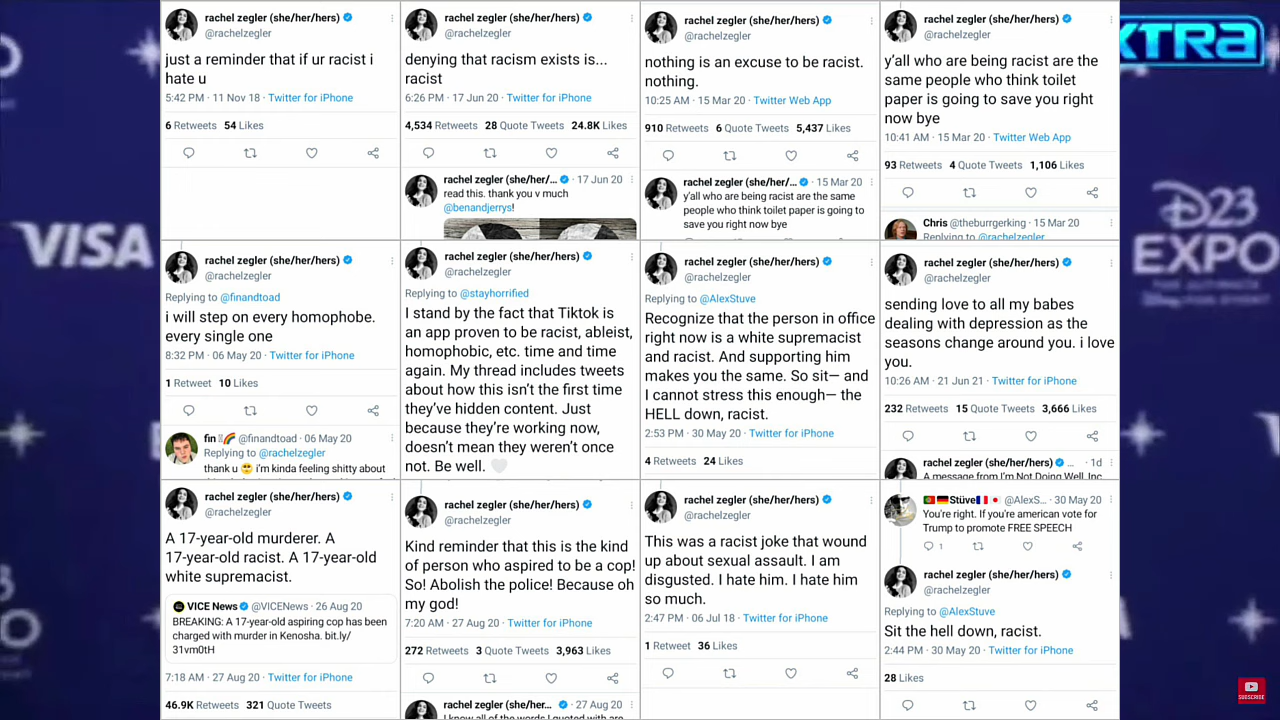 rachel zegler (she/her/hers)
@rachelzegler
just a reminder that if ur racist i
hate u
5:42 PM · 11 Nov 18 · Twitter for iPhone
6 Retweets 54 Likes
rachel zegler (she/her/hers)
@rachelzegler
denying that racism exists is...
racist
6:26 PM · 17 Jun 20 · Twitter for iPhone
4,534 Retweets 28 Quote Tweets 24.8K Likes
rachel zegler (she/her/... · 17 Jun 20
read this. thank you v much
@benandjerrys!
rachel zegler (she/her/hers)
@rachelzegler
nothing is an excuse to be racist.
nothing.
10:25 AM · 15 Mar 20 · Twitter Web App
910 Retweets 6 Quote Tweets 5,437 Likes
rachel zegler (she/her/... · 15 Mar 20
y'all who are being racist are the same
people who think toilet paper is going to
save you right now bye
rachel zegler (she/her/hers)
@rachelzegler
y'all who are being racist are the
same people who think toilet
paper is going to save you right
now bye
10:41 AM · 15 Mar 20 · Twitter Web App
93 Retweets 4 Quote Tweets 1,106 Likes
Chris @theburrgerking · 15 Mar 20
Replying to @rachelzegler
XTRA
VISA
D23
EXPO
rachel zegler (she/her/hers)
@rachelzegler
Replying to @finandtoad
i will step on every homophobe.
every single one
8:32 PM · 06 May 20 · Twitter for iPhone
1 Retweet 10 Likes
fin @finandtoad · 06 May 20
Replying to @rachelzegler
thank u 😁 i'm kinda feeling shitty about
rachel zegler (she/her/hers)
@rachelzegler
Replying to @stayhorrified
I stand by the fact that Tiktok is
an app proven to be racist, ableist,
homophobic, etc. time and time
again. My thread includes tweets
about how this isn't the first time
they've hidden content. Just
because they're working now,
doesn't mean they weren't once
not. Be well. 🤍
rachel zegler (she/her/hers)
@rachelzegler
Replying to @AlexStuve
Recognize that the person in office
right now is a white supremacist
and racist. And supporting him
makes you the same. So sit— and
I cannot stress this enough— the
HELL down, racist.
2:53 PM · 30 May 20 · Twitter for iPhone
4 Retweets 24 Likes
rachel zegler (she/her/hers)
@rachelzegler
sending love to all my babes
dealing with depression as the
seasons change around you. i love
you.
10:26 AM · 21 Jun 21 · Twitter for iPhone
232 Retweets 15 Quote Tweets 3,666 Likes
rachel zegler (she/her/hers) ... · 1d
A message from I'm Not Doing Well, Inc
rachel zegler (she/her/hers)
@rachelzegler
A 17-year-old murderer. A
17-year-old racist. A 17-year-old
white supremacist.
VICE News @VICENews · 26 Aug 20
BREAKING: A 17-year-old aspiring cop has been
charged with murder in Kenosha. bit.ly/
31vm0tH
7:18 AM · 27 Aug 20 · Twitter for iPhone
46.9K Retweets 321 Quote Tweets
rachel zegler (she/her/hers)
@rachelzegler
Kind reminder that this is the kind
of person who aspired to be a cop!
So! Abolish the police! Because oh
my god!
7:20 AM · 27 Aug 20 · Twitter for iPhone
272 Retweets 3 Quote Tweets 3,963 Likes
rachel zegler (she/her... · 27 Aug 20
I know all of the words I quoted with are
rachel zegler (she/her/hers)
@rachelzegler
This was a racist joke that wound
up about sexual assault. I am
disgusted. I hate him. I hate him
so much.
2:47 PM · 06 Jul 18 · Twitter for iPhone
1 Retweet 36 Likes
🇵🇹🇩🇪Stüve🇫🇷🇯🇵 @AlexS... · 30 May 20
You're right. If you're american vote for
Trump to promote FREE SPEECH
1
rachel zegler (she/her/hers)
@rachelzegler
Replying to @AlexStuve
Sit the hell down, racist.
2:44 PM · 30 May 20 · Twitter for iPhone
28 Likes
SUBSCRIBE